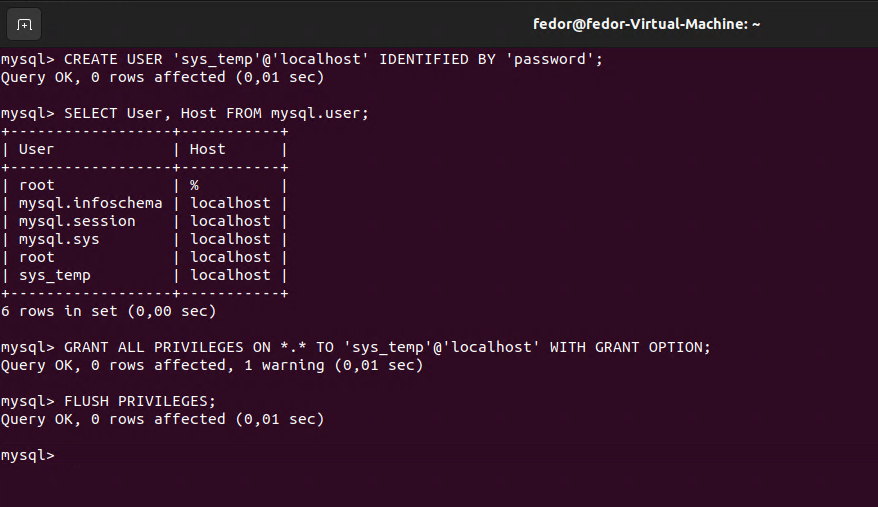 fedor@fedor-Virtual-Machine: ~
mysql> CREATE USER 'sys_temp'@'localhost' IDENTIFIED BY 'password';
Query OK, 0 rows affected (0,01 sec)
mysql> SELECT User, Host FROM mysql.user;
+------------------+-----------+
| User             | Host      |
+------------------+-----------+
| root             | %         |
| mysql.infoschema | localhost |
| mysql.session    | localhost |
| mysql.sys        | localhost |
| root             | localhost |
| sys_temp         | localhost |
+------------------+-----------+
6 rows in set (0,00 sec)
mysql> GRANT ALL PRIVILEGES ON *.* TO 'sys_temp'@'localhost' WITH GRANT OPTION;
Query OK, 0 rows affected, 1 warning (0,01 sec)
mysql> FLUSH PRIVILEGES;
Query OK, 0 rows affected (0,01 sec)
mysql>